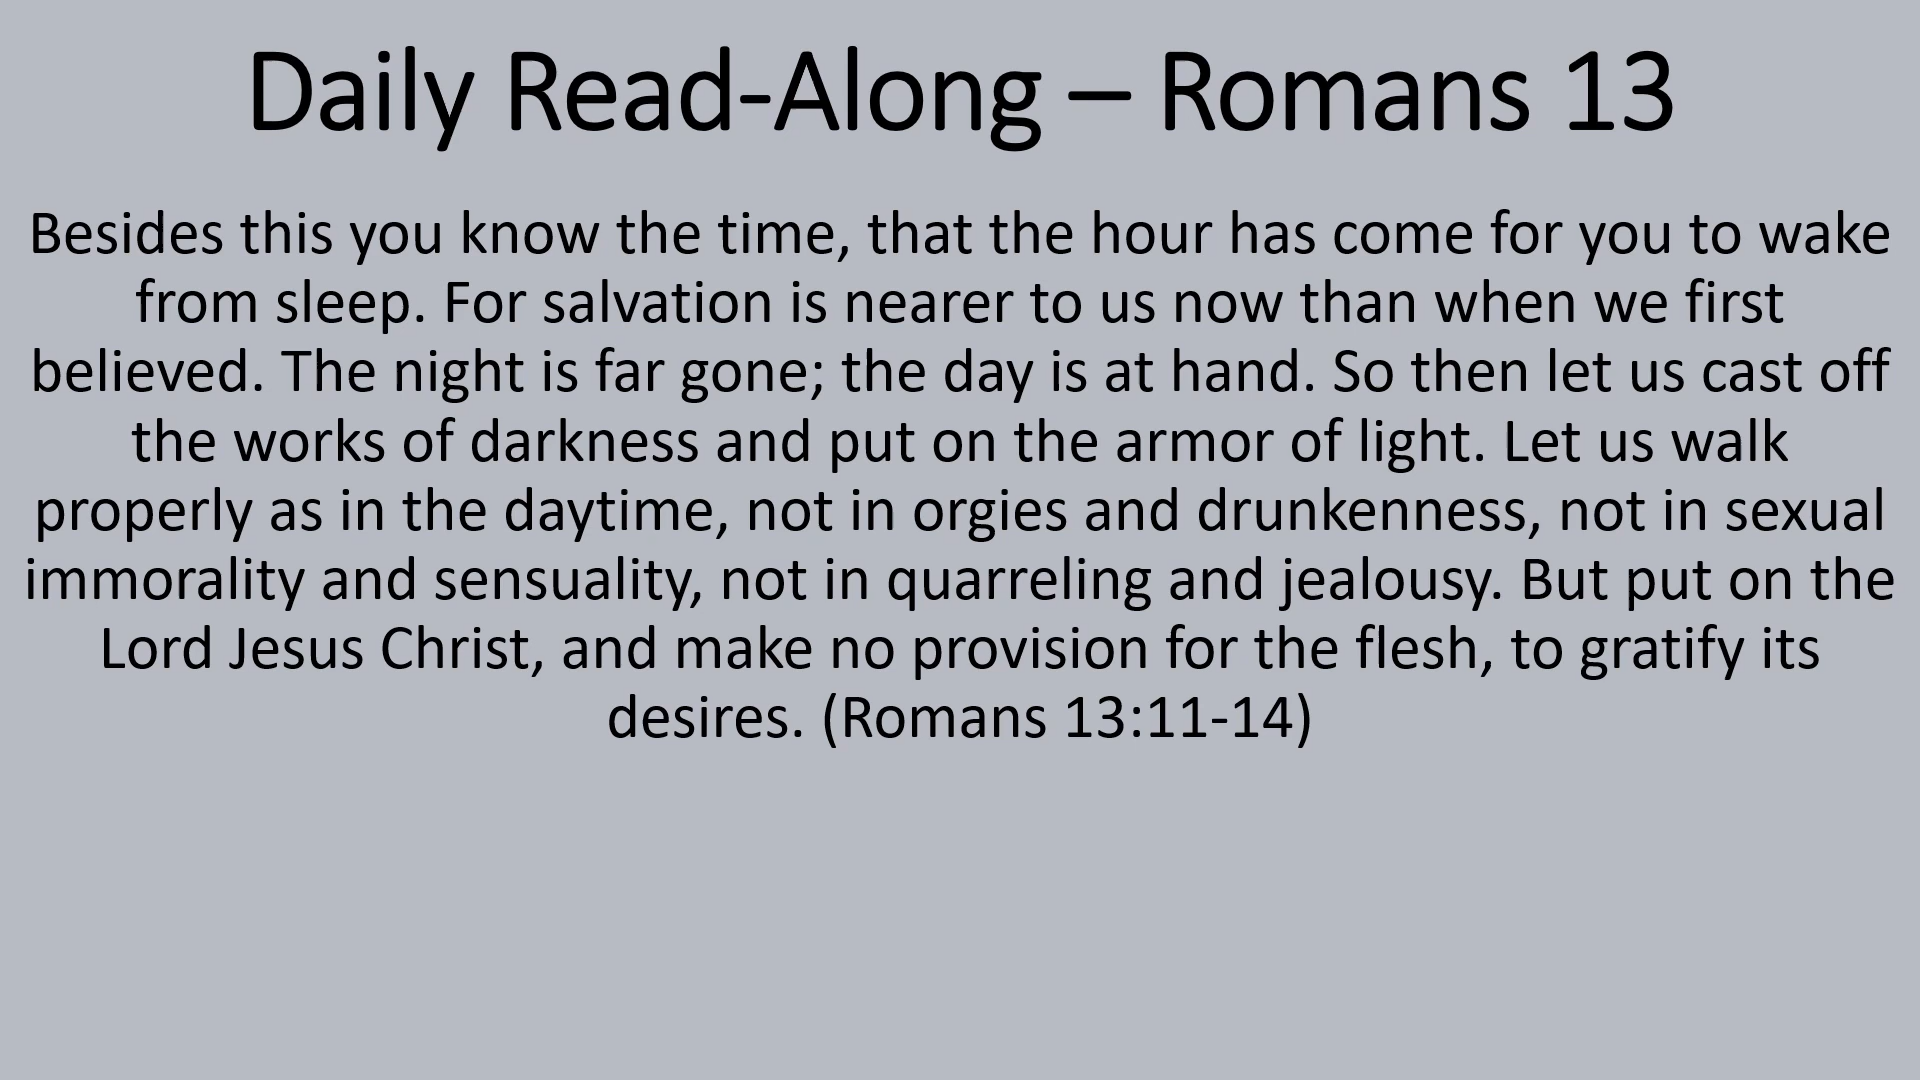 Daily Read-Along – Romans 13
Besides this you know the time, that the hour has come for you to wake
from sleep. For salvation is nearer to us now than when we first
believed. The night is far gone; the day is at hand. So then let us cast off
the works of darkness and put on the armor of light. Let us walk
properly as in the daytime, not in orgies and drunkenness, not in sexual
immorality and sensuality, not in quarreling and jealousy. But put on the
Lord Jesus Christ, and make no provision for the flesh, to gratify its
desires. (Romans 13:11-14)